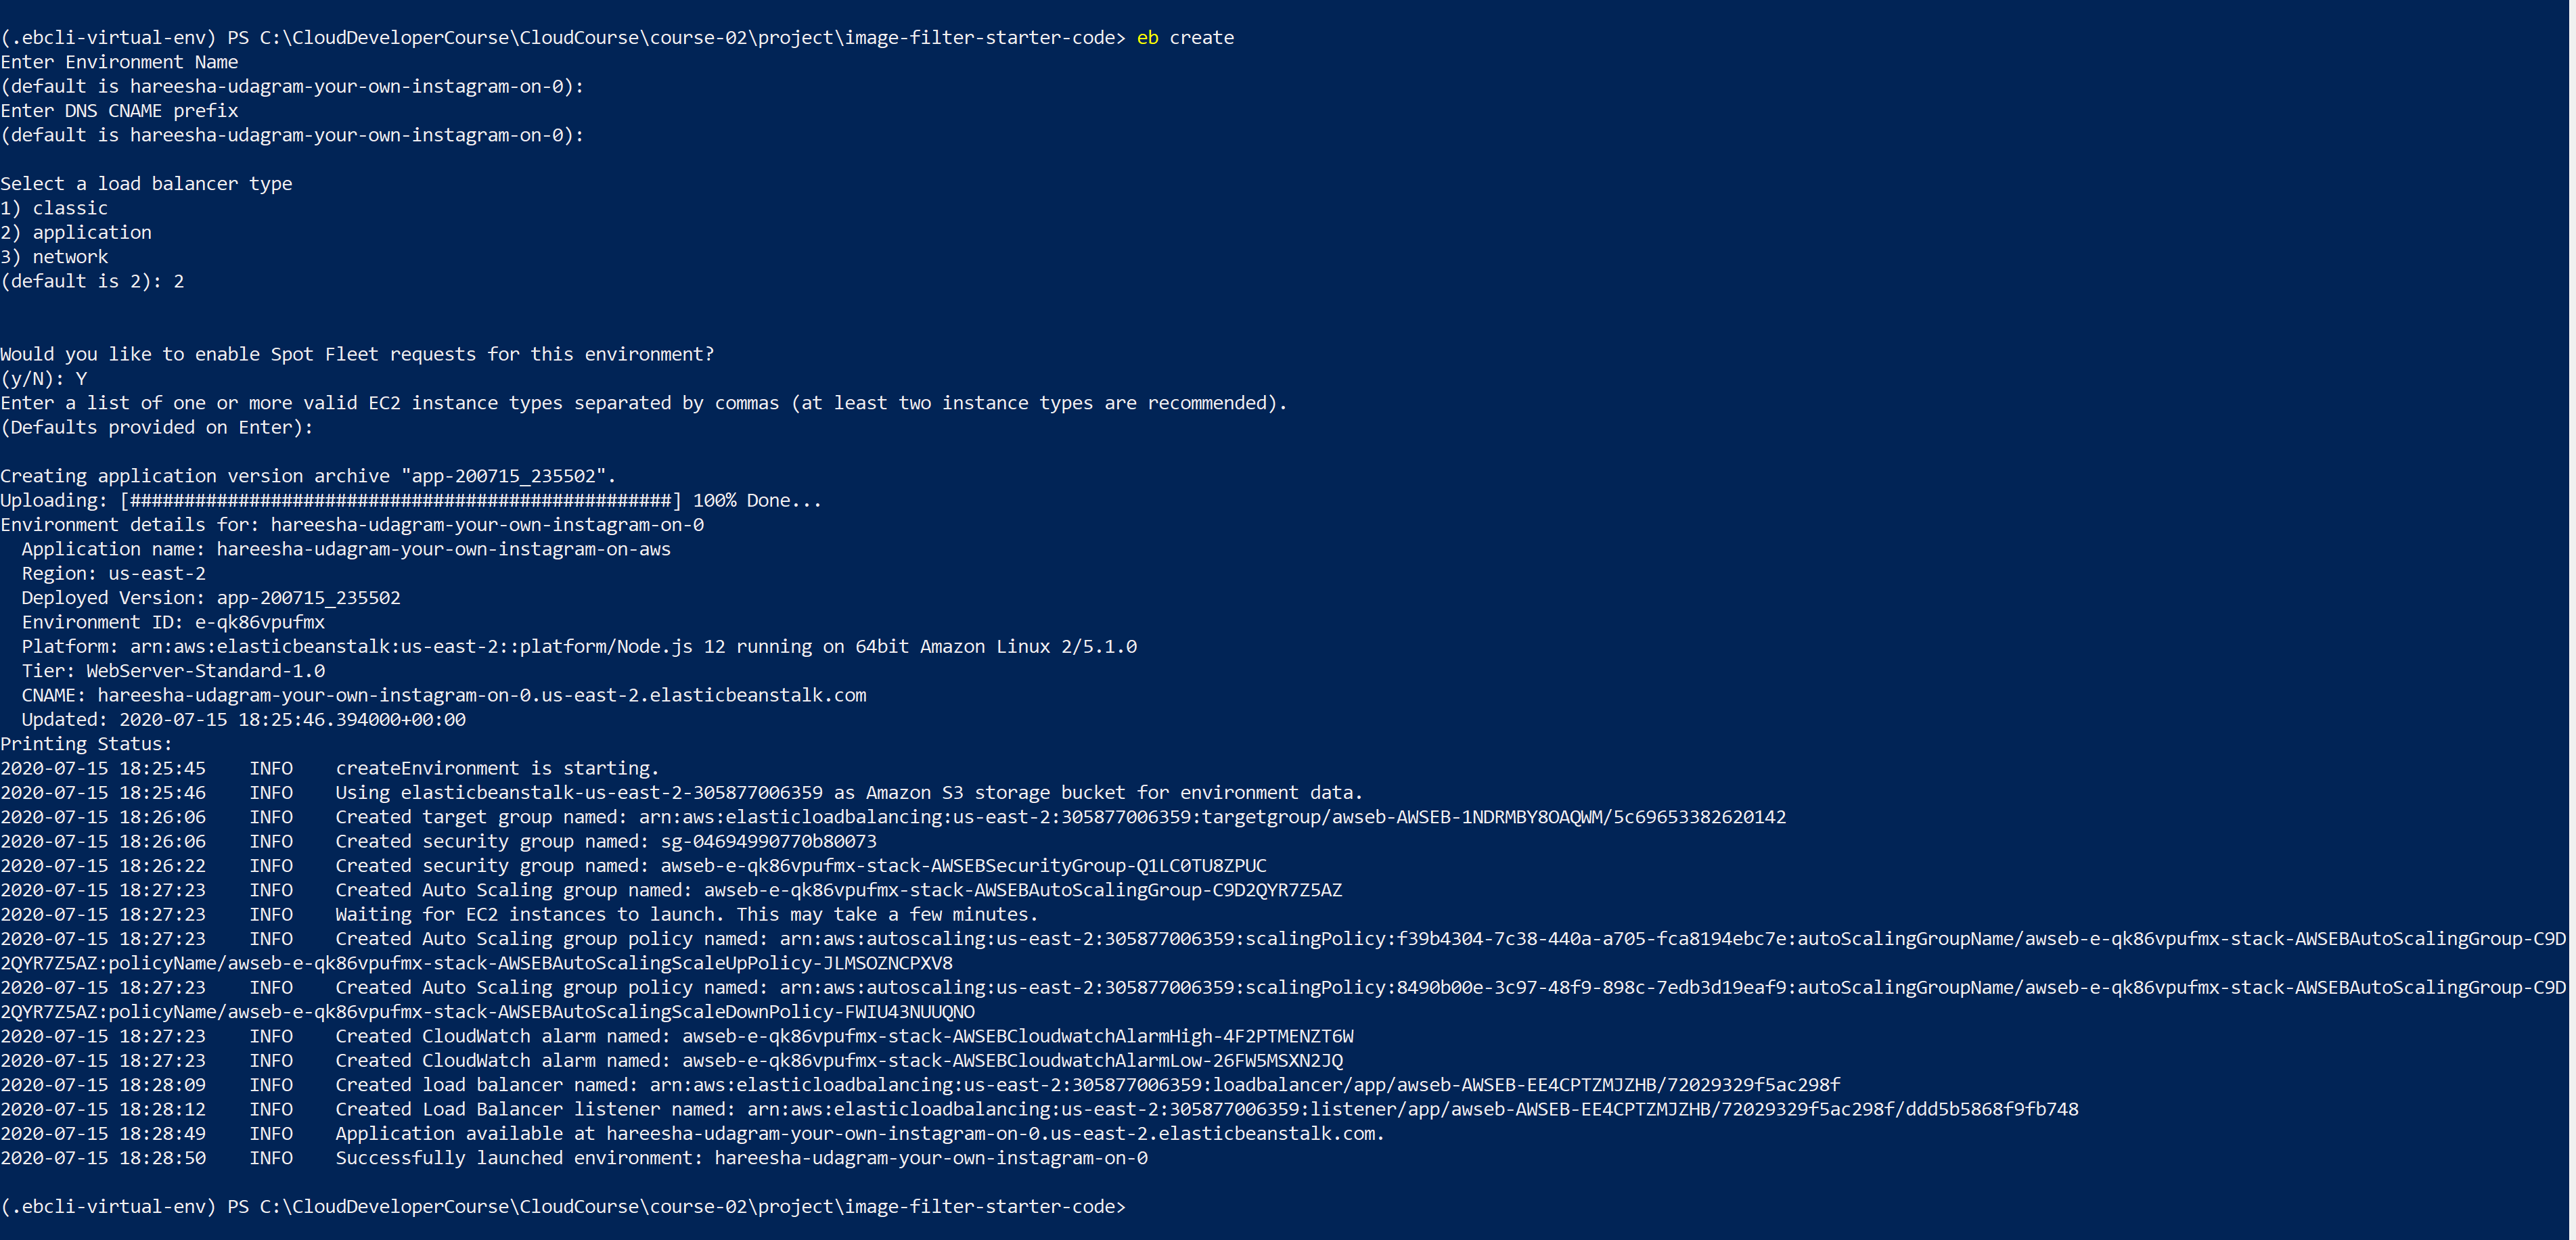 (.ebcli-virtual-env) PS C:\CloudDeveloperCourse\CloudCourse\course-02\project\image-filter-starter-code> eb create
Enter Environment Name
(default is hareesha-udagram-your-own-instagram-on-0):
Enter DNS CNAME prefix
(default is hareesha-udagram-your-own-instagram-on-0):
Select a load balancer type
1) classic
2) application
3) network
(default is 2): 2
Would you like to enable Spot Fleet requests for this environment?
(y/N): Y
Enter a list of one or more valid EC2 instance types separated by commas (at least two instance types are recommended).
(Defaults provided on Enter):
Creating application version archive "app-200715_235502".
Uploading: [##################################################] 100% Done...
Environment details for: hareesha-udagram-your-own-instagram-on-0
  Application name: hareesha-udagram-your-own-instagram-on-aws
  Region: us-east-2
  Deployed Version: app-200715_235502
  Environment ID: e-qk86vpufmx
  Platform: arn:aws:elasticbeanstalk:us-east-2::platform/Node.js 12 running on 64bit Amazon Linux 2/5.1.0
  Tier: WebServer-Standard-1.0
  CNAME: hareesha-udagram-your-own-instagram-on-0.us-east-2.elasticbeanstalk.com
  Updated: 2020-07-15 18:25:46.394000+00:00
Printing Status:
2020-07-15 18:25:45    INFO    createEnvironment is starting.
2020-07-15 18:25:46    INFO    Using elasticbeanstalk-us-east-2-305877006359 as Amazon S3 storage bucket for environment data.
2020-07-15 18:26:06    INFO    Created target group named: arn:aws:elasticloadbalancing:us-east-2:305877006359:targetgroup/awseb-AWSEB-1NDRMBY8OAQWM/5c69653382620142
2020-07-15 18:26:06    INFO    Created security group named: sg-04694990770b80073
2020-07-15 18:26:22    INFO    Created security group named: awseb-e-qk86vpufmx-stack-AWSEBSecurityGroup-Q1LC0TU8ZPUC
2020-07-15 18:27:23    INFO    Created Auto Scaling group named: awseb-e-qk86vpufmx-stack-AWSEBAutoScalingGroup-C9D2QYR7Z5AZ
2020-07-15 18:27:23    INFO    Waiting for EC2 instances to launch. This may take a few minutes.
2020-07-15 18:27:23    INFO    Created Auto Scaling group policy named: arn:aws:autoscaling:us-east-2:305877006359:scalingPolicy:f39b4304-7c38-440a-a705-fca8194ebc7e:autoScalingGroupName/awseb-e-qk86vpufmx-stack-AWSEBAutoScalingGroup-C9D
2QYR7Z5AZ:policyName/awseb-e-qk86vpufmx-stack-AWSEBAutoScalingScaleUpPolicy-JLMSOZNCPXV8
2020-07-15 18:27:23    INFO    Created Auto Scaling group policy named: arn:aws:autoscaling:us-east-2:305877006359:scalingPolicy:8490b00e-3c97-48f9-898c-7edb3d19eaf9:autoScalingGroupName/awseb-e-qk86vpufmx-stack-AWSEBAutoScalingGroup-C9D
2QYR7Z5AZ:policyName/awseb-e-qk86vpufmx-stack-AWSEBAutoScalingScaleDownPolicy-FWIU43NUUQNO
2020-07-15 18:27:23    INFO    Created CloudWatch alarm named: awseb-e-qk86vpufmx-stack-AWSEBCloudwatchAlarmHigh-4F2PTMENZT6W
2020-07-15 18:27:23    INFO    Created CloudWatch alarm named: awseb-e-qk86vpufmx-stack-AWSEBCloudwatchAlarmLow-26FW5MSXN2JQ
2020-07-15 18:28:09    INFO    Created load balancer named: arn:aws:elasticloadbalancing:us-east-2:305877006359:loadbalancer/app/awseb-AWSEB-EE4CPTZMJZHB/72029329f5ac298f
2020-07-15 18:28:12    INFO    Created Load Balancer listener named: arn:aws:elasticloadbalancing:us-east-2:305877006359:listener/app/awseb-AWSEB-EE4CPTZMJZHB/72029329f5ac298f/ddd5b5868f9fb748
2020-07-15 18:28:49    INFO    Application available at hareesha-udagram-your-own-instagram-on-0.us-east-2.elasticbeanstalk.com.
2020-07-15 18:28:50    INFO    Successfully launched environment: hareesha-udagram-your-own-instagram-on-0
(.ebcli-virtual-env) PS C:\CloudDeveloperCourse\CloudCourse\course-02\project\image-filter-starter-code>